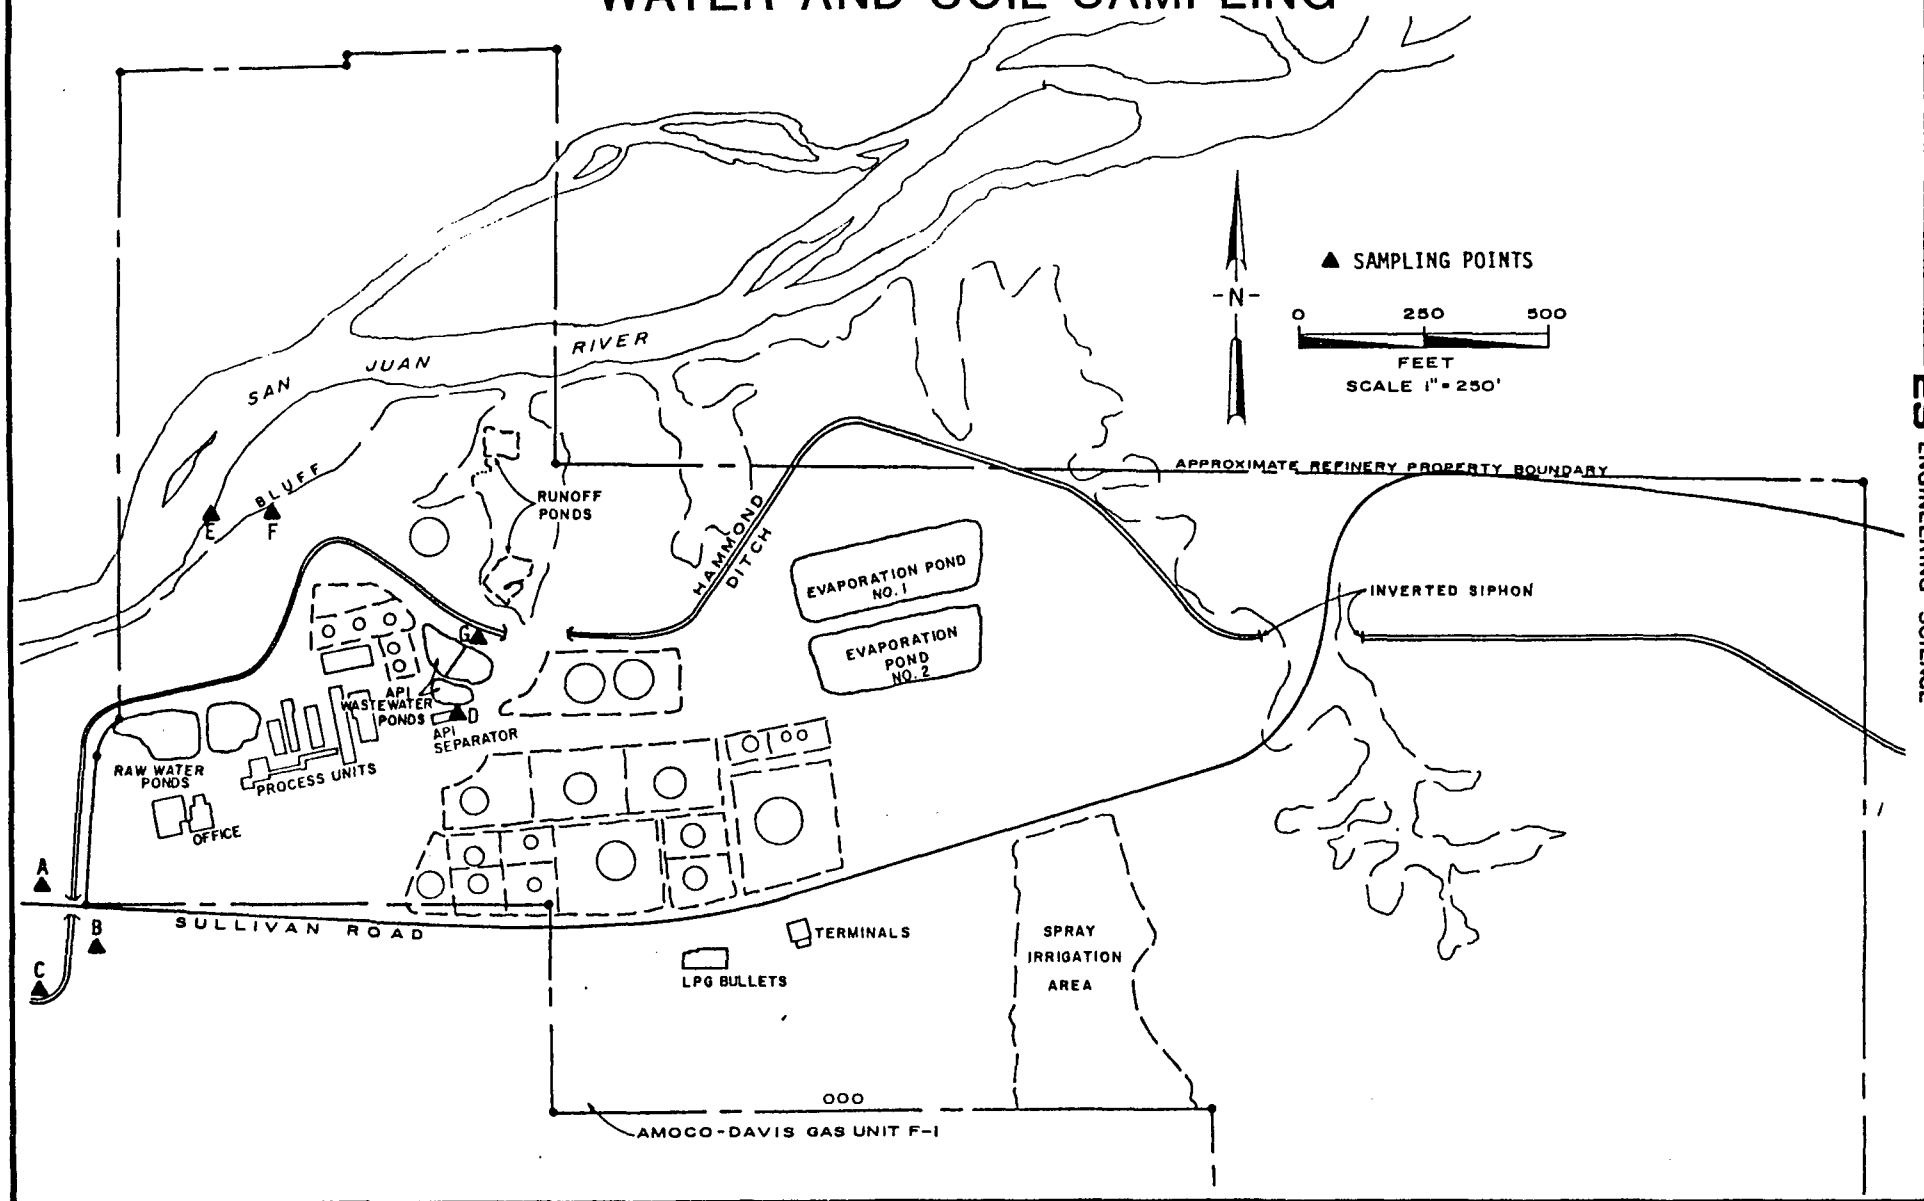 WATER AND SOIL SAMPLING
▲ SAMPLING POINTS
-N-
0 250 500
FEET
SCALE 1"=250'
SAN JUAN RIVER
BLUFF
E
F
RUNOFF
PONDS
APPROXIMATE REFINERY PROPERTY BOUNDARY
HAMMOND
DITCH
EVAPORATION POND
NO. 1
EVAPORATION
POND
NO. 2
INVERTED SIPHON
G
API
WASTEWATER
PONDS
D
API
SEPARATOR
RAW WATER
PONDS
PROCESS UNITS
OFFICE
A
B
C
SULLIVAN ROAD
TERMINALS
LPG BULLETS
SPRAY
IRRIGATION
AREA
000
AMOCO-DAVIS GAS UNIT F-1